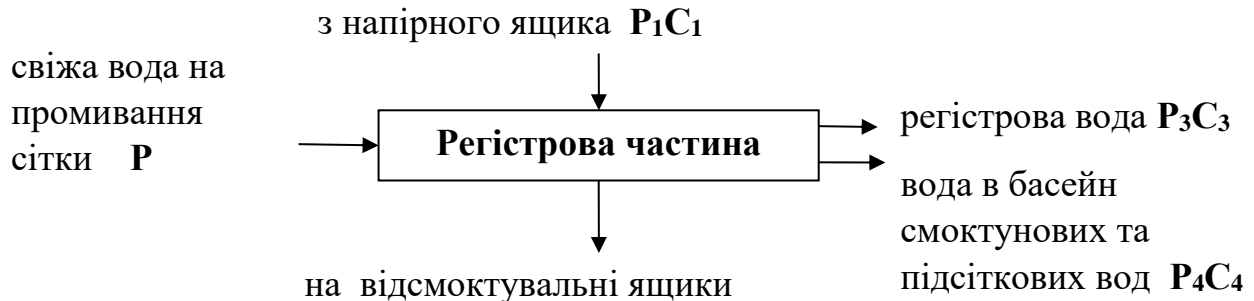 з напірного ящика P₁C₁
свіжа вода на
промивання
сітки P
Регістрова частина
регістрова вода P₃C₃
вода в басейн
смоктунових та
підсіткових вод P₄C₄
на відсмоктувальні ящики